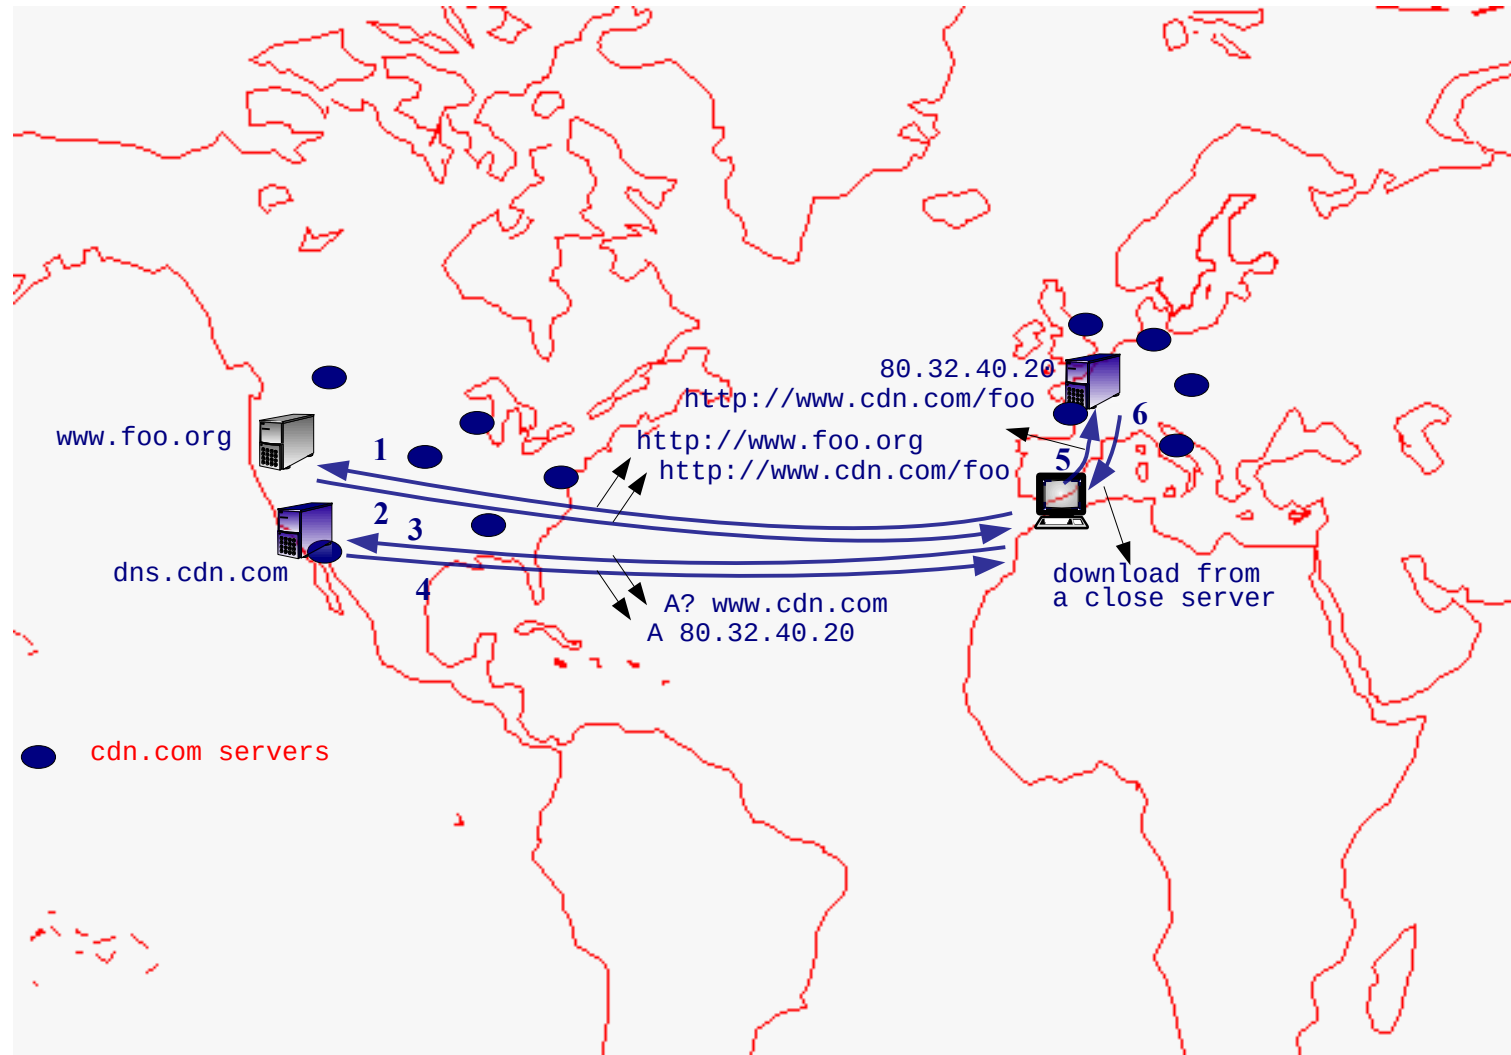 80.32.40.20
http://www.cdn.com/foo
6
www.foo.org
1
http://www.foo.org
http://www.cdn.com/foo
5
2
3
dns.cdn.com
4
download from
a close server
A? www.cdn.com
A 80.32.40.20
cdn.com servers